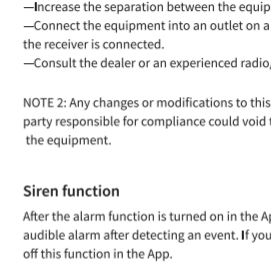 —Increase the separation between the equip
—Connect the equipment into an outlet on a
the receiver is connected.
—Consult the dealer or an experienced radio
NOTE 2: Any changes or modifications to this
party responsible for compliance could void
the equipment.
Siren function
After the alarm function is turned on in the A
audible alarm after detecting an event. If you
off this function in the App.